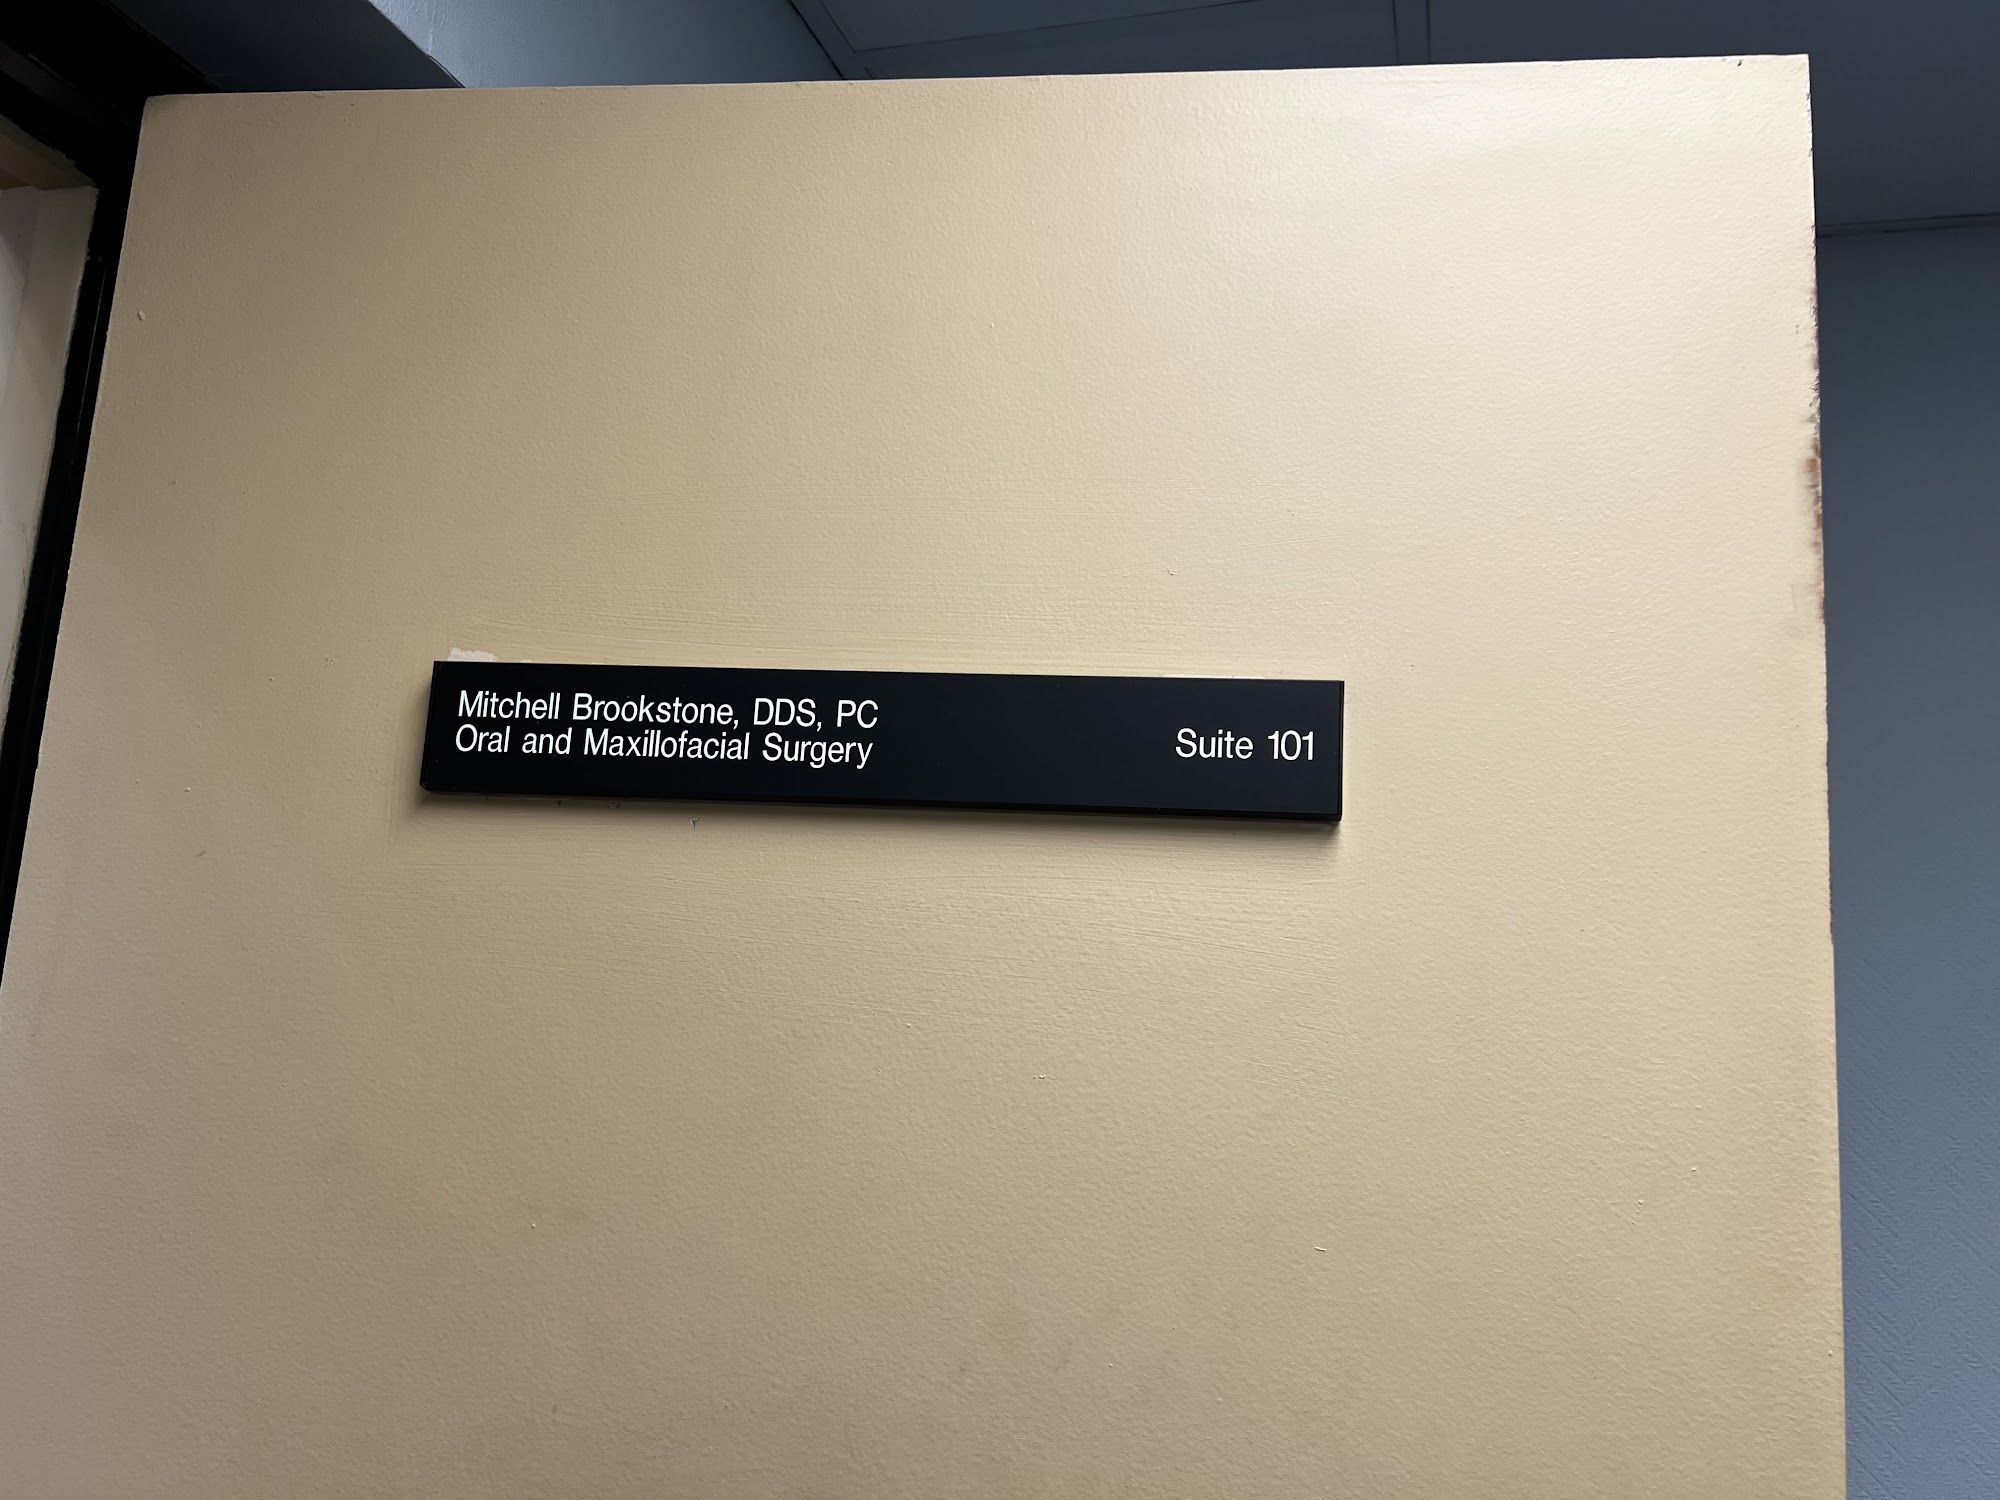 Mitchell Brookstone, DDS, PC
Oral and Maxillofacial Surgery
Suite 101